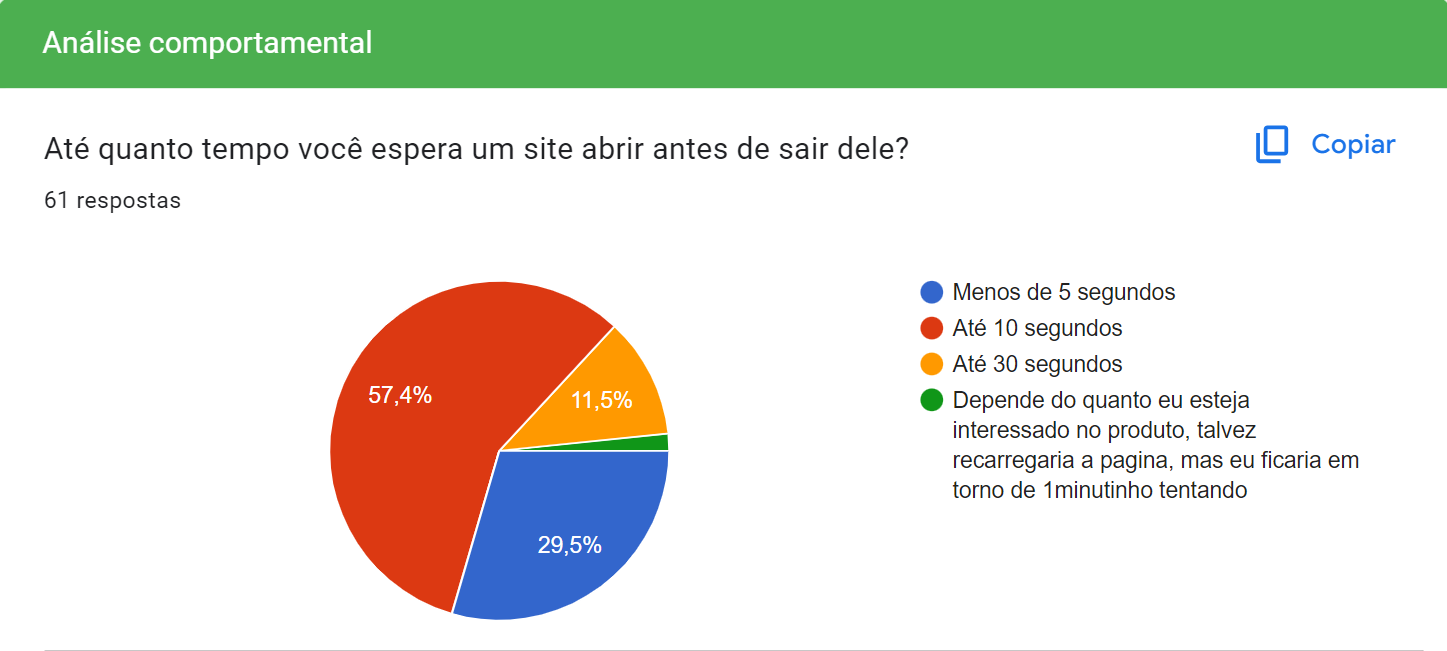 Análise comportamental
Até quanto tempo você espera um site abrir antes de sair dele?
Copiar
61 respostas
57,4%
11,5%
29,5%
Menos de 5 segundos
Até 10 segundos
Até 30 segundos
Depende do quanto eu esteja
interessado no produto, talvez
recarregaria a pagina, mas eu ficaria em
torno de 1minutinho tentando